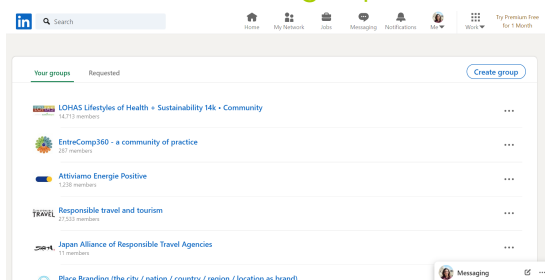 in
Search
Home
My Network
Jobs
Messaging
Notifications
Me
Work
Try Premium Free
for 1 Month
Your groups
Requested
Create group
LOHAS Lifestyles of Health + Sustainability 14k • Community
14,713 members
EntreComp360 - a community of practice
287 members
Attiviamo Energie Positive
1,238 members
TRAVEL
Responsible travel and tourism
27,533 members
Japan Alliance of Responsible Travel Agencies
11 members
Place Branding (the city / nation / country / region / location as brand)
Messaging